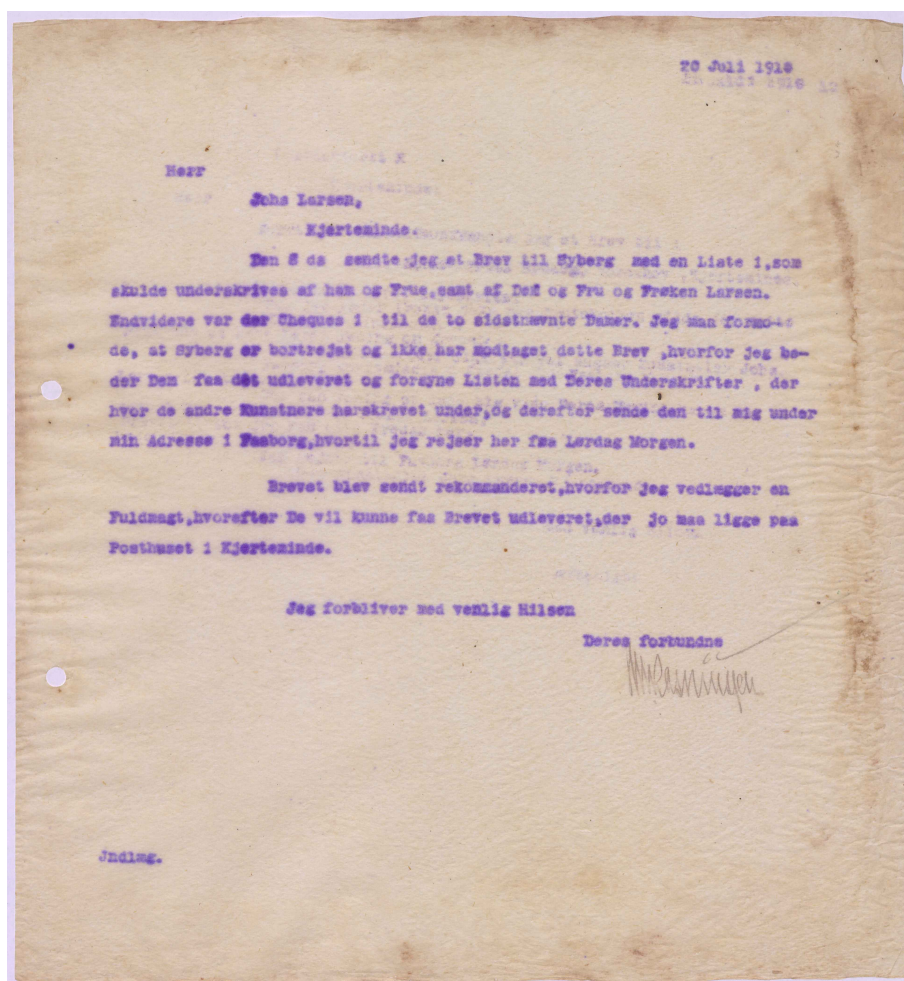 20 Juli 1910
Herr
Johs Larsen,
Kjerteminde.
Den 8 ds sendte jeg et Brev til Syberg med en Liste i, som
skulde underskrives af ham og Frue, samt af Dem og Fru og Frøken Larsen.
Endvidere var der Cheques i til de to sidstnævnte Damer. Jeg maa formo-
de, at Syberg er bortrejst og ikke har modtaget dette Brev ,hvorfor jeg be-
der Dem faa det udleveret og forsyne Listen med Deres Underskrifter , der
hvor de andre Kunstnere harskrevet under, og derefter sende den til mig under
min Adresse i Faaborg,hvortil jeg rejser her fra Lørdag Morgen.
Brevet blev sendt rekommanderet,hvorfor jeg vedlægger en
Fuldmagt,hvorefter De vil kunne faa Brevet udleveret,der jo maa ligge paa
Posthuset i Kjerteminde.
Jeg forbliver med venlig Hilsen
Deres forbundne
Jndlæg.